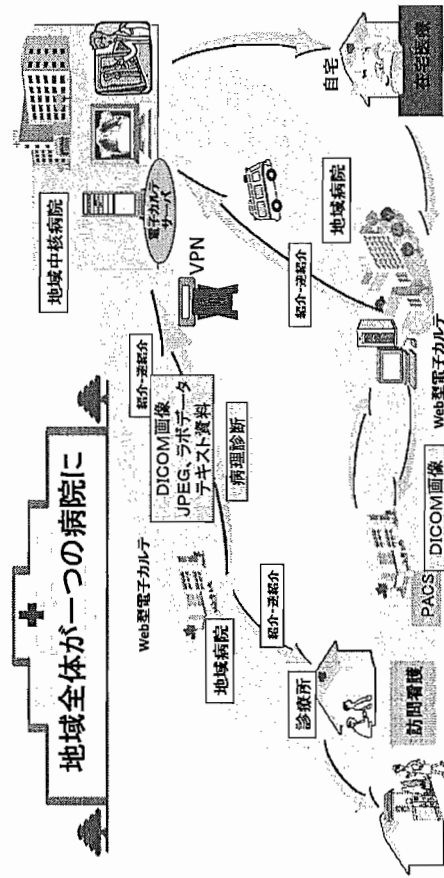 地域全体が一つの病院に
地域中核病院
電子カルテ
サーバ
紹介・逆紹介
VPN
Web型電子カルテ
DICOM画像
JPEG、ラボデータ
テキスト資料
病理診断
地域病院
紹介・逆紹介
診療所
訪問看護
紹介・逆紹介
地域病院
自宅
在宅医療
Web型電子カルテ
PACS
DICOM画像